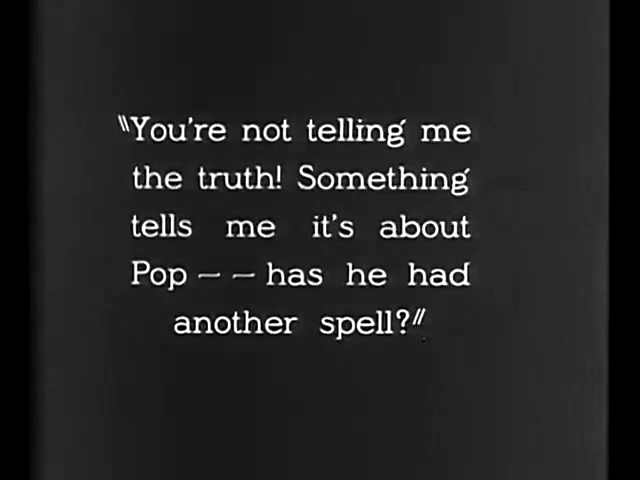 "You're not telling me
the truth! Something
tells me it's about
Pop – – has he had
another spell?"